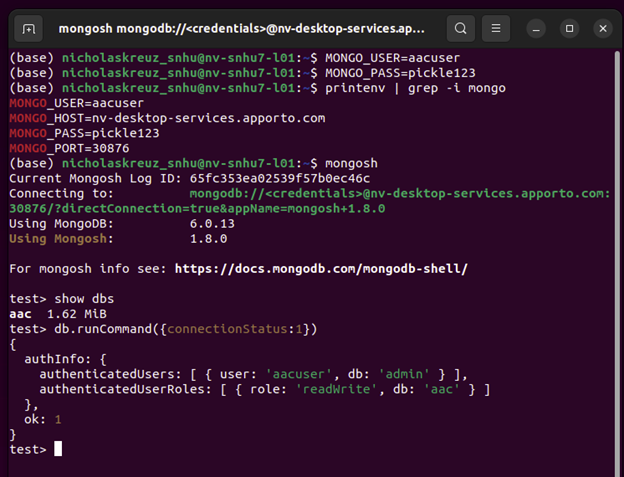 mongosh mongodb://<credentials>@nv-desktop-services.ap...
(base) nicholaskreuz_snhu@nv-snhu7-l01:~$ MONGO_USER=aacuser
(base) nicholaskreuz_snhu@nv-snhu7-l01:~$ MONGO_PASS=pickle123
(base) nicholaskreuz_snhu@nv-snhu7-l01:~$ printenv | grep -i mongo
MONGO_USER=aacuser
MONGO_HOST=nv-desktop-services.apporto.com
MONGO_PASS=pickle123
MONGO_PORT=30876
(base) nicholaskreuz_snhu@nv-snhu7-l01:~$ mongosh
Current Mongosh Log ID: 65fc353ea02539f57b0ec46c
Connecting to:          mongodb://<credentials>@nv-desktop-services.apporto.com:
30876/?directConnection=true&appName=mongosh+1.8.0
Using MongoDB:          6.0.13
Using Mongosh:          1.8.0
For mongosh info see: https://docs.mongodb.com/mongodb-shell/
test> show dbs
aac  1.62 MiB
test> db.runCommand({connectionStatus:1})
{
  authInfo: {
    authenticatedUsers: [ { user: 'aacuser', db: 'admin' } ],
    authenticatedUserRoles: [ { role: 'readWrite', db: 'aac' } ]
  },
  ok: 1
}
test>